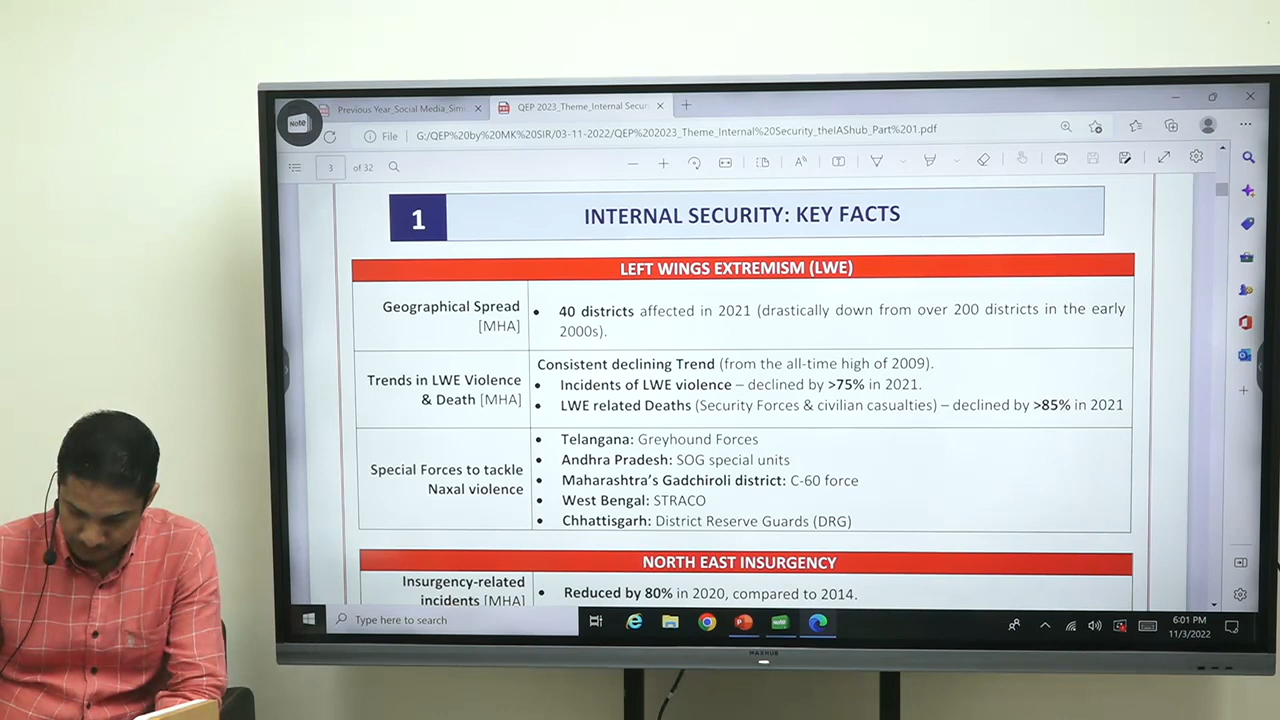 Previous Year_Social Media_Sim
QEP 2023_Theme_Internal Secur
Note
File
G:/QEP%20by%20MK%20SIR/03-11-2022/QEP%202023_Theme_Internal%20Security_theIAShub_Part%201.pdf
3 of 32
1
INTERNAL SECURITY: KEY FACTS
LEFT WINGS EXTREMISM (LWE)
Geographical Spread
[MHA]
• 40 districts affected in 2021 (drastically down from over 200 districts in the early
2000s).
Trends in LWE Violence
& Death [MHA]
Consistent declining Trend (from the all-time high of 2009).
• Incidents of LWE violence – declined by >75% in 2021.
• LWE related Deaths (Security Forces & civilian casualties) – declined by >85% in 2021
Special Forces to tackle
Naxal violence
• Telangana: Greyhound Forces
• Andhra Pradesh: SOG special units
• Maharashtra's Gadchiroli district: C-60 force
• West Bengal: STRACO
• Chhattisgarh: District Reserve Guards (DRG)
NORTH EAST INSURGENCY
Insurgency-related
incidents [MHA]
• Reduced by 80% in 2020, compared to 2014.
Type here to search
Note
6:01 PM
11/3/2022
MAXHUB